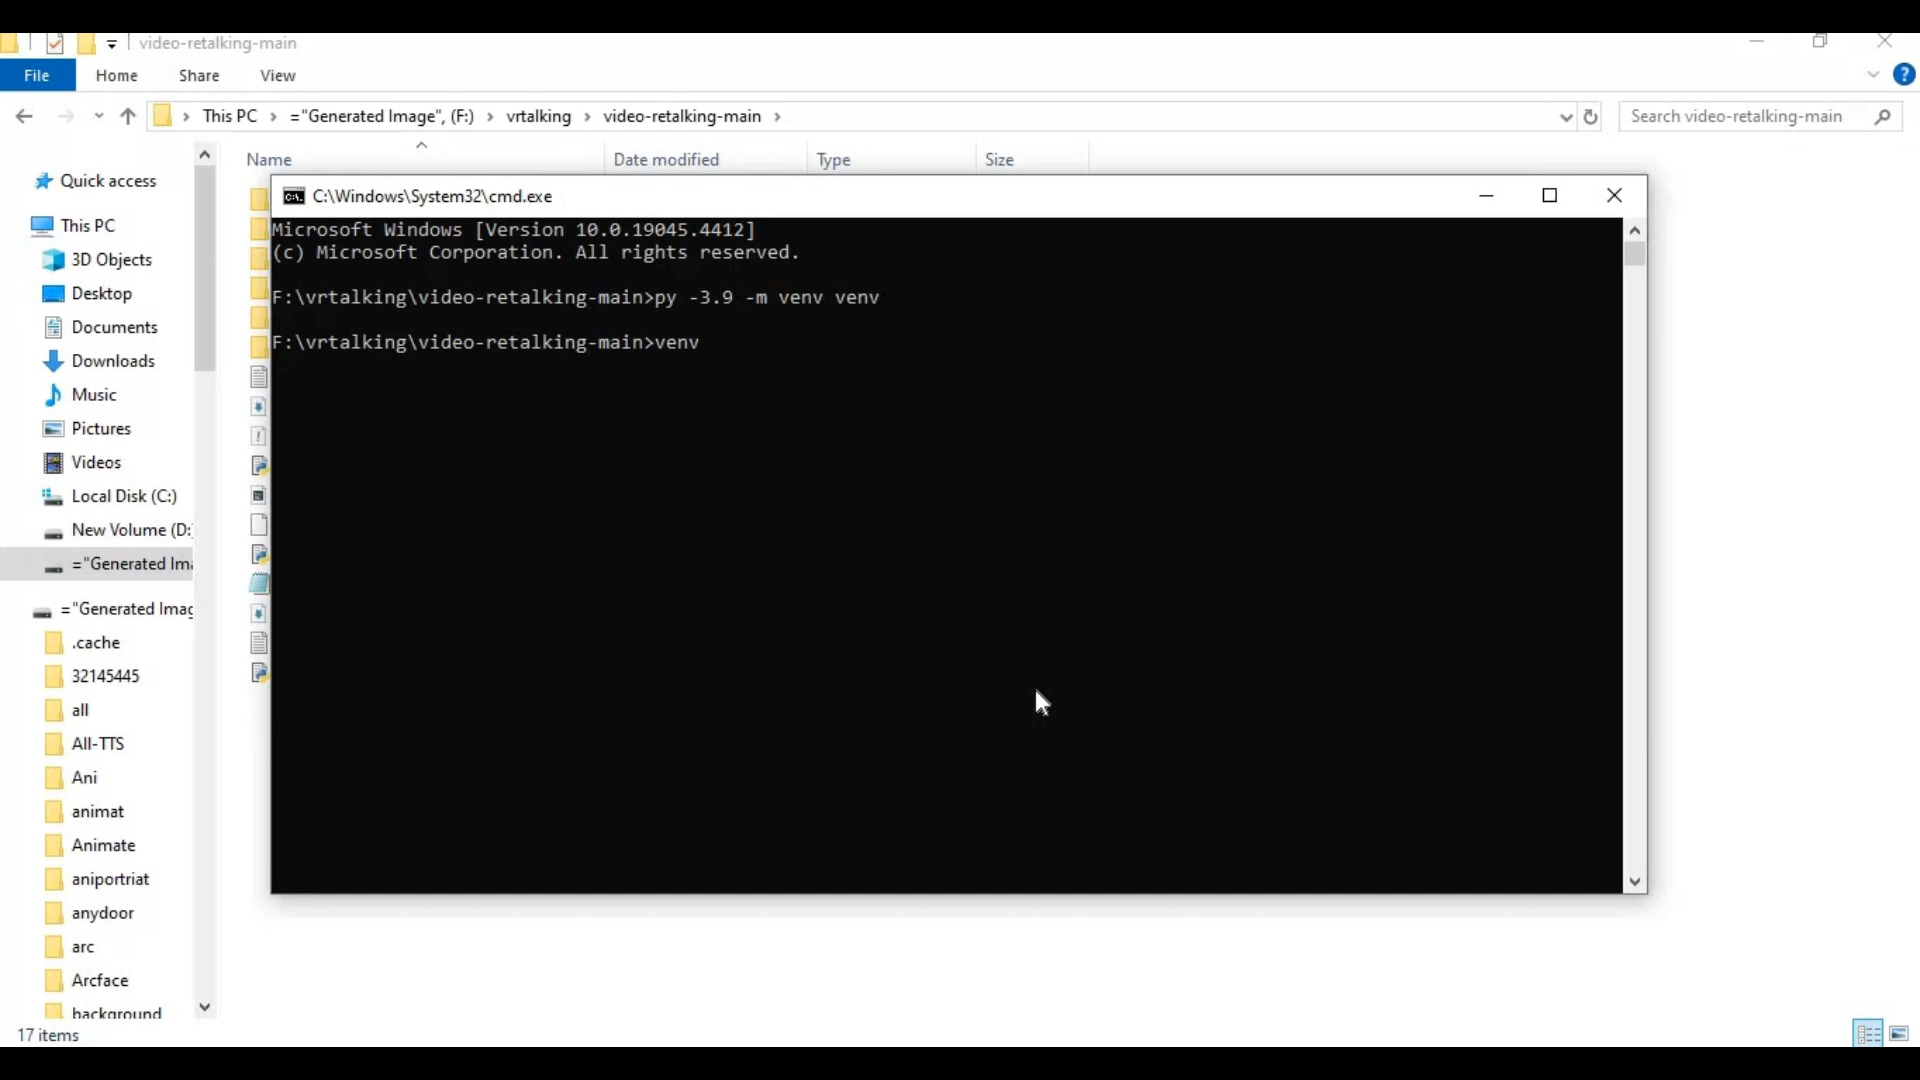 video-retalking-main
File Home Share View
This PC > ="Generated Image", (F:) > vrtalking > video-retalking-main >
Search video-retalking-main
Name Date modified Type Size
Quick access
This PC
3D Objects
Desktop
Documents
Downloads
Music
Pictures
Videos
Local Disk (C:)
New Volume (D:
="Generated Ima
="Generated Imag
.cache
32145445
all
All-TTS
Ani
animat
Animate
aniportriat
anydoor
arc
Arcface
background
17 items
C:\Windows\System32\cmd.exe
Microsoft Windows [Version 10.0.19045.4412]
(c) Microsoft Corporation. All rights reserved.
F:\vrtalking\video-retalking-main>py -3.9 -m venv venv
F:\vrtalking\video-retalking-main>venv